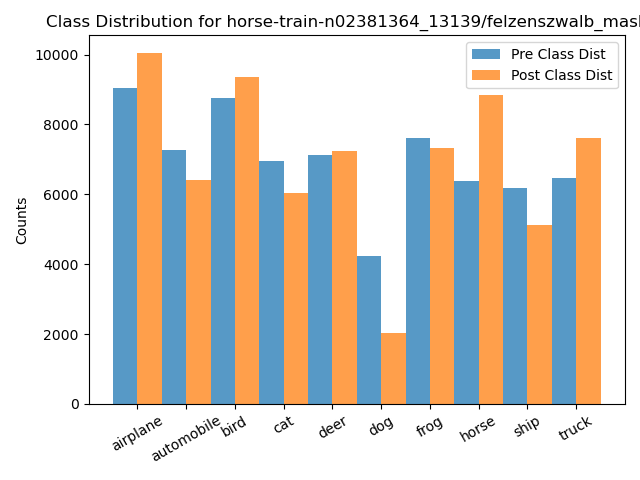 Class Distribution for horse-train-n02381364_13139/felzenszwalb_mas
Pre Class Dist
Post Class Dist
Counts
10000
8000
6000
4000
2000
0
airplane
automobile
bird
cat
deer
dog
frog
horse
ship
truck